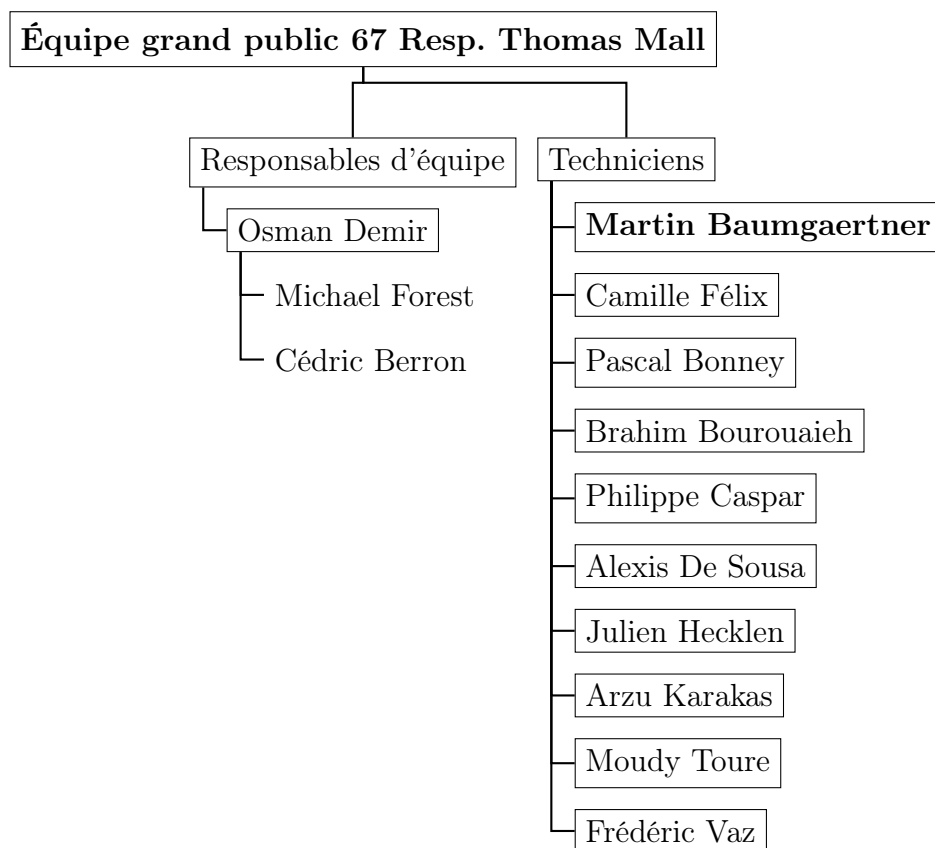 Équipe grand public 67 Resp. Thomas Mall
Responsables d'équipe
Osman Demir
Michael Forest
Cédric Berron
Techniciens
Martin Baumgaertner
Camille Félix
Pascal Bonney
Brahim Bourouaieh
Philippe Caspar
Alexis De Sousa
Julien Hecklen
Arzu Karakas
Moudy Toure
Frédéric Vaz